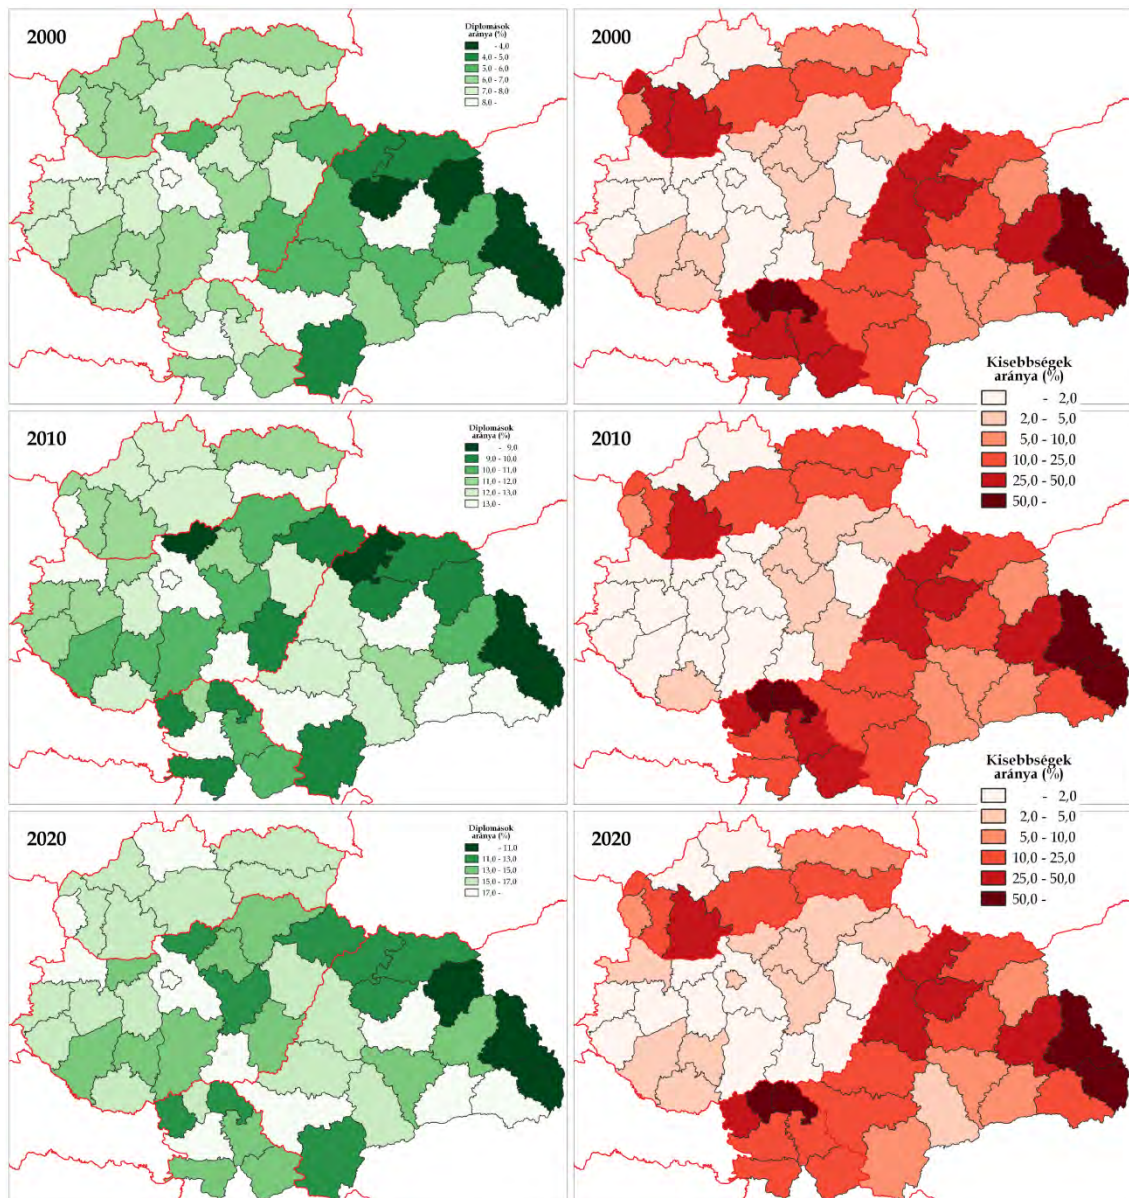 2000
Diplomások
aránya (%)
- 4,0
4,0 - 5,0
5,0 - 6,0
6,0 - 7,0
7,0 - 8,0
8,0 -
2000
Kisebbségek
aránya (%)
- 2,0
2,0 - 5,0
5,0 - 10,0
10,0 - 25,0
25,0 - 50,0
50,0 -
2010
Diplomások
aránya (%)
- 9,0
9,0 - 10,0
10,0 - 11,0
11,0 - 12,0
12,0 - 13,0
13,0 -
2010
Kisebbségek
aránya (%)
- 2,0
2,0 - 5,0
5,0 - 10,0
10,0 - 25,0
25,0 - 50,0
50,0 -
2020
Diplomások
aránya (%)
- 11,0
11,0 - 13,0
13,0 - 15,0
15,0 - 17,0
17,0 -
2020